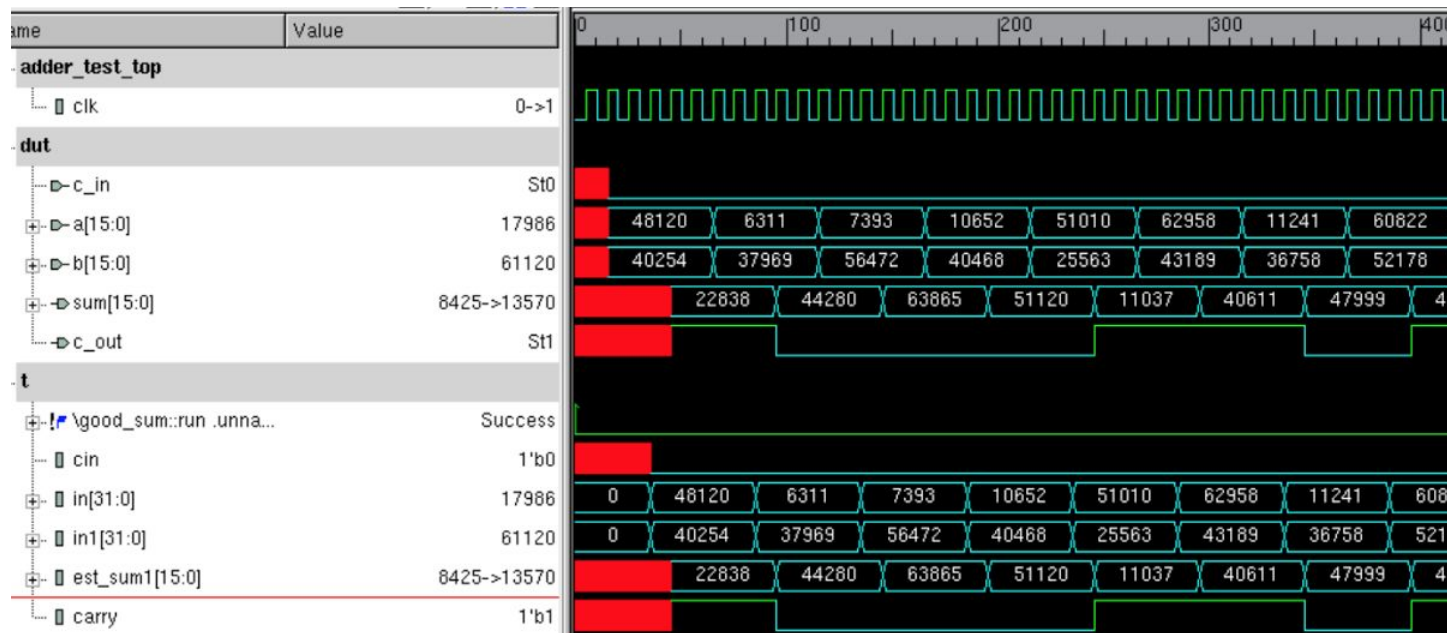 ame Value 0 100 200 300 400
adder_test_top
clk 0->1
dut
c_in St0
a[15:0] 17986 48120 6311 7393 10652 51010 62958 11241 60822
b[15:0] 61120 40254 37969 56472 40468 25563 43189 36758 52178
sum[15:0] 8425->13570 22838 44280 63865 51120 11037 40611 47999 4
c_out St1
t
\good_sum::run .unna... Success
cin 1'b0
in[31:0] 17986 0 48120 6311 7393 10652 51010 62958 11241 608
in1[31:0] 61120 0 40254 37969 56472 40468 25563 43189 36758 521
est_sum1[15:0] 8425->13570 22838 44280 63865 51120 11037 40611 47999 4
carry 1'b1